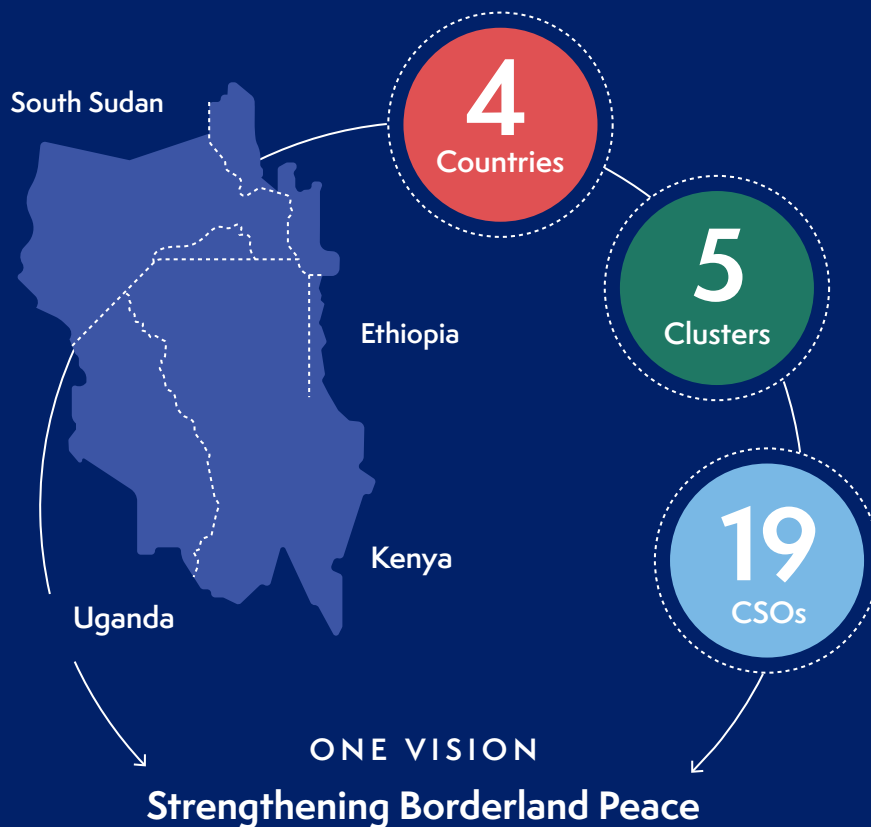 South Sudan
4
Countries
5
Clusters
Ethiopia
19
CSOs
Kenya
Uganda
ONE VISION
Strengthening Borderland Peace